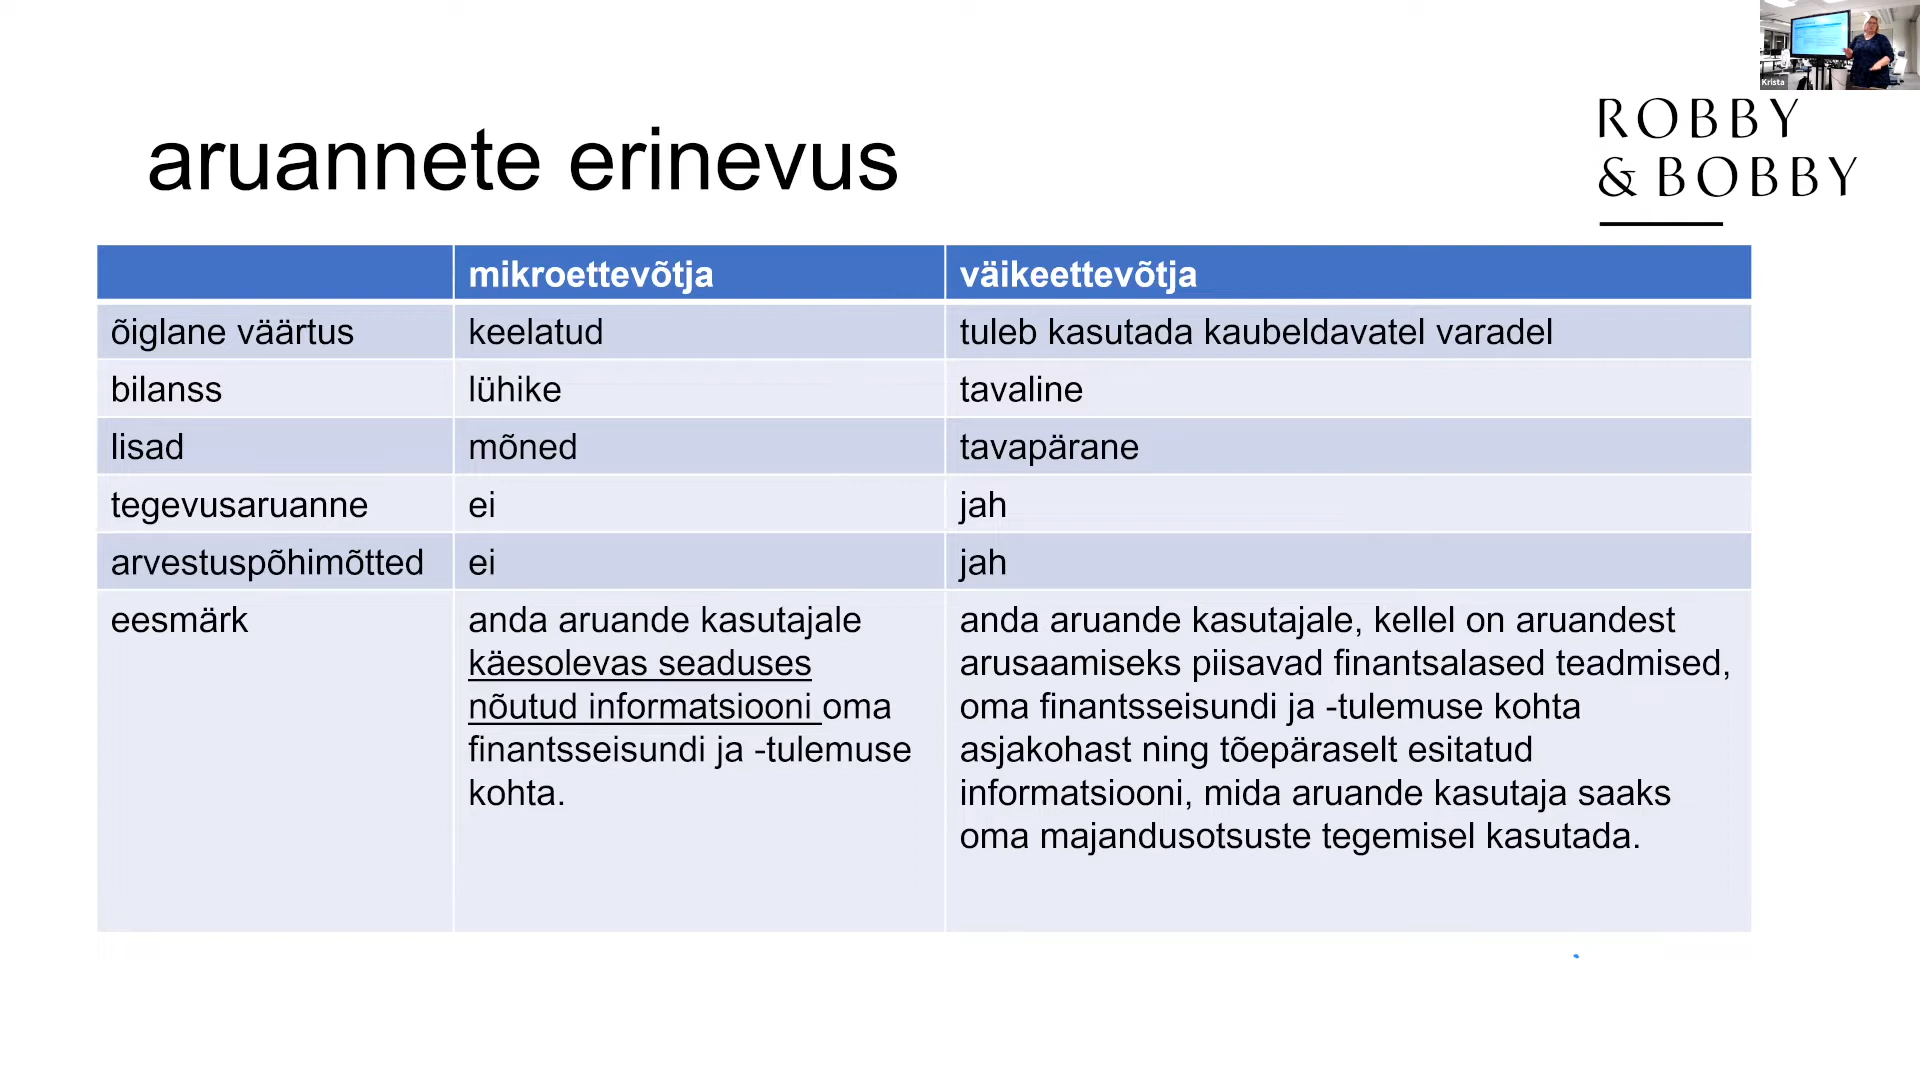 Krista
ROBBY
& BOBBY
aruannete erinevus
mikroettevõtja väikeettevõtja
õiglane väärtus keelatud tuleb kasutada kaubeldavatel varadel
bilanss lühike tavaline
lisad mõned tavapärane
tegevusaruanne ei jah
arvestuspõhimõtted ei jah
eesmärk
anda aruande kasutajale
käesolevas seaduses
nõutud informatsiooni oma
finantsseisundi ja -tulemuse
kohta.
anda aruande kasutajale, kellel on aruandest
arusaamiseks piisavad finantsalased teadmised,
oma finantsseisundi ja -tulemuse kohta
asjakohast ning tõepäraselt esitatud
informatsiooni, mida aruande kasutaja saaks
oma majandusotsuste tegemisel kasutada.